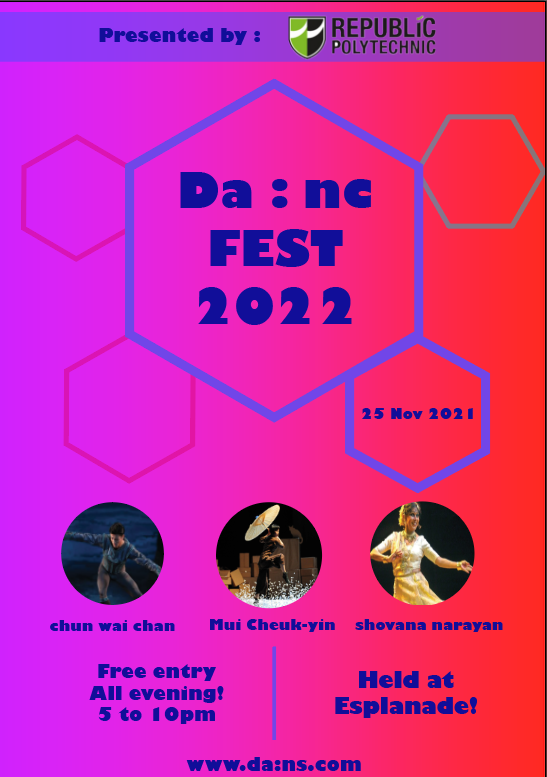 Presented by :
REPUBLIC
POLYTECHNIC
Da : nc
FEST
2022
25 Nov 2021
chun wai chan
Mui Cheuk-yin
shovana narayan
Free entry
All evening!
5 to 10pm
Held at
Esplanade!
www.da:ns.com